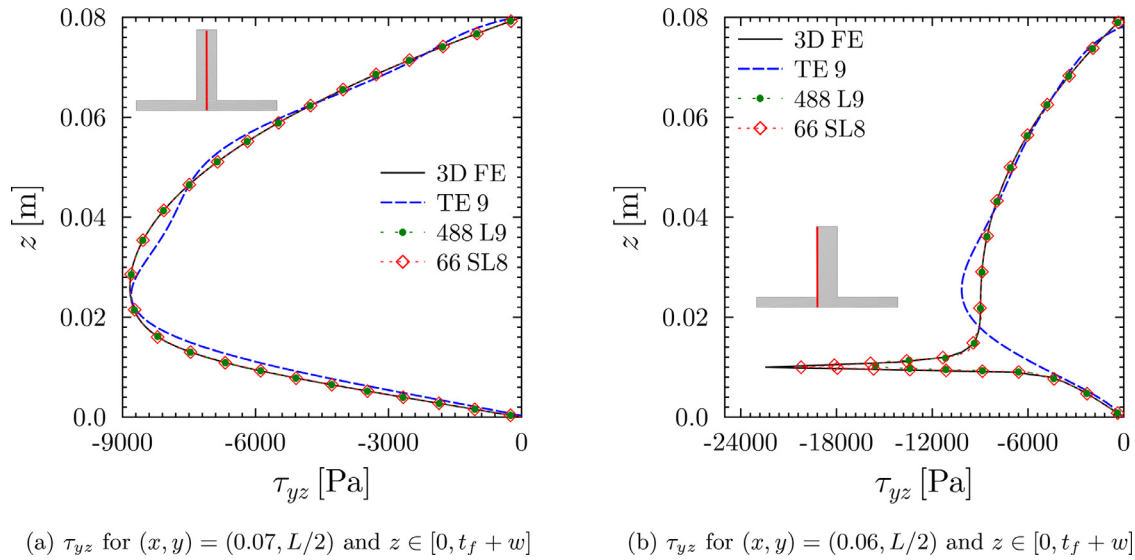 0.08
0.06
0.04
0.02
0.0
z [m]
-9000 -6000 -3000 0
τyz [Pa]
3D FE
TE 9
488 L9
66 SL8
(a) τyz for (x, y) = (0.07, L/2) and z ∈ [0, tf + w]
0.08
0.06
0.04
0.02
0.0
z [m]
-24000 -18000 -12000 -6000 0
τyz [Pa]
3D FE
TE 9
488 L9
66 SL8
(b) τyz for (x, y) = (0.06, L/2) and z ∈ [0, tf + w]